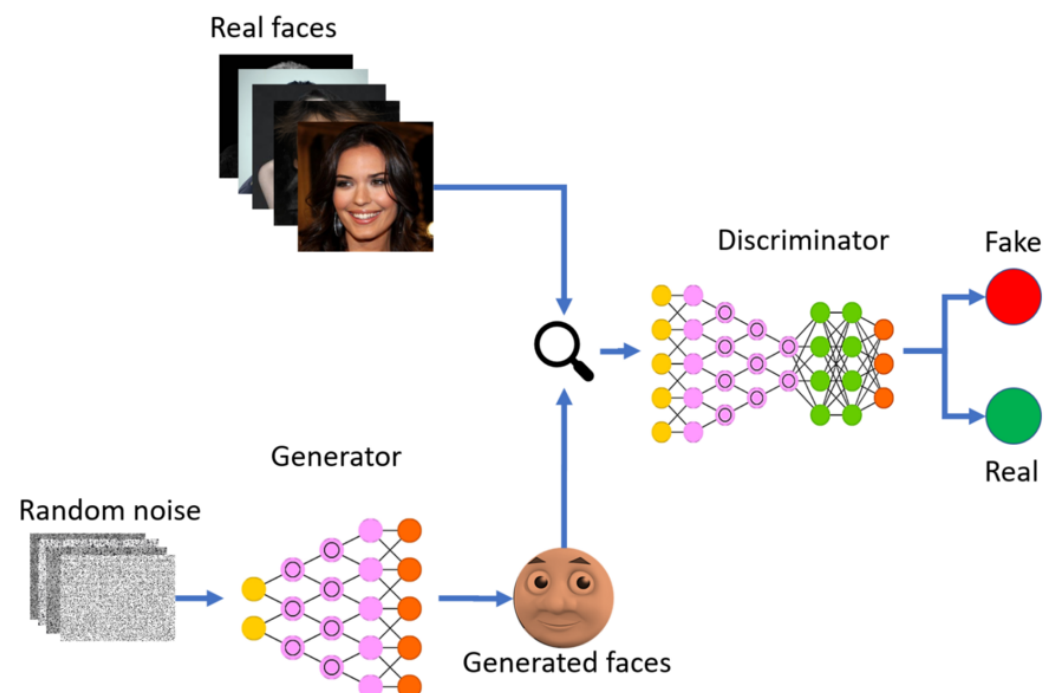 Real faces
Discriminator
Fake
Real
Generator
Random noise
Generated faces